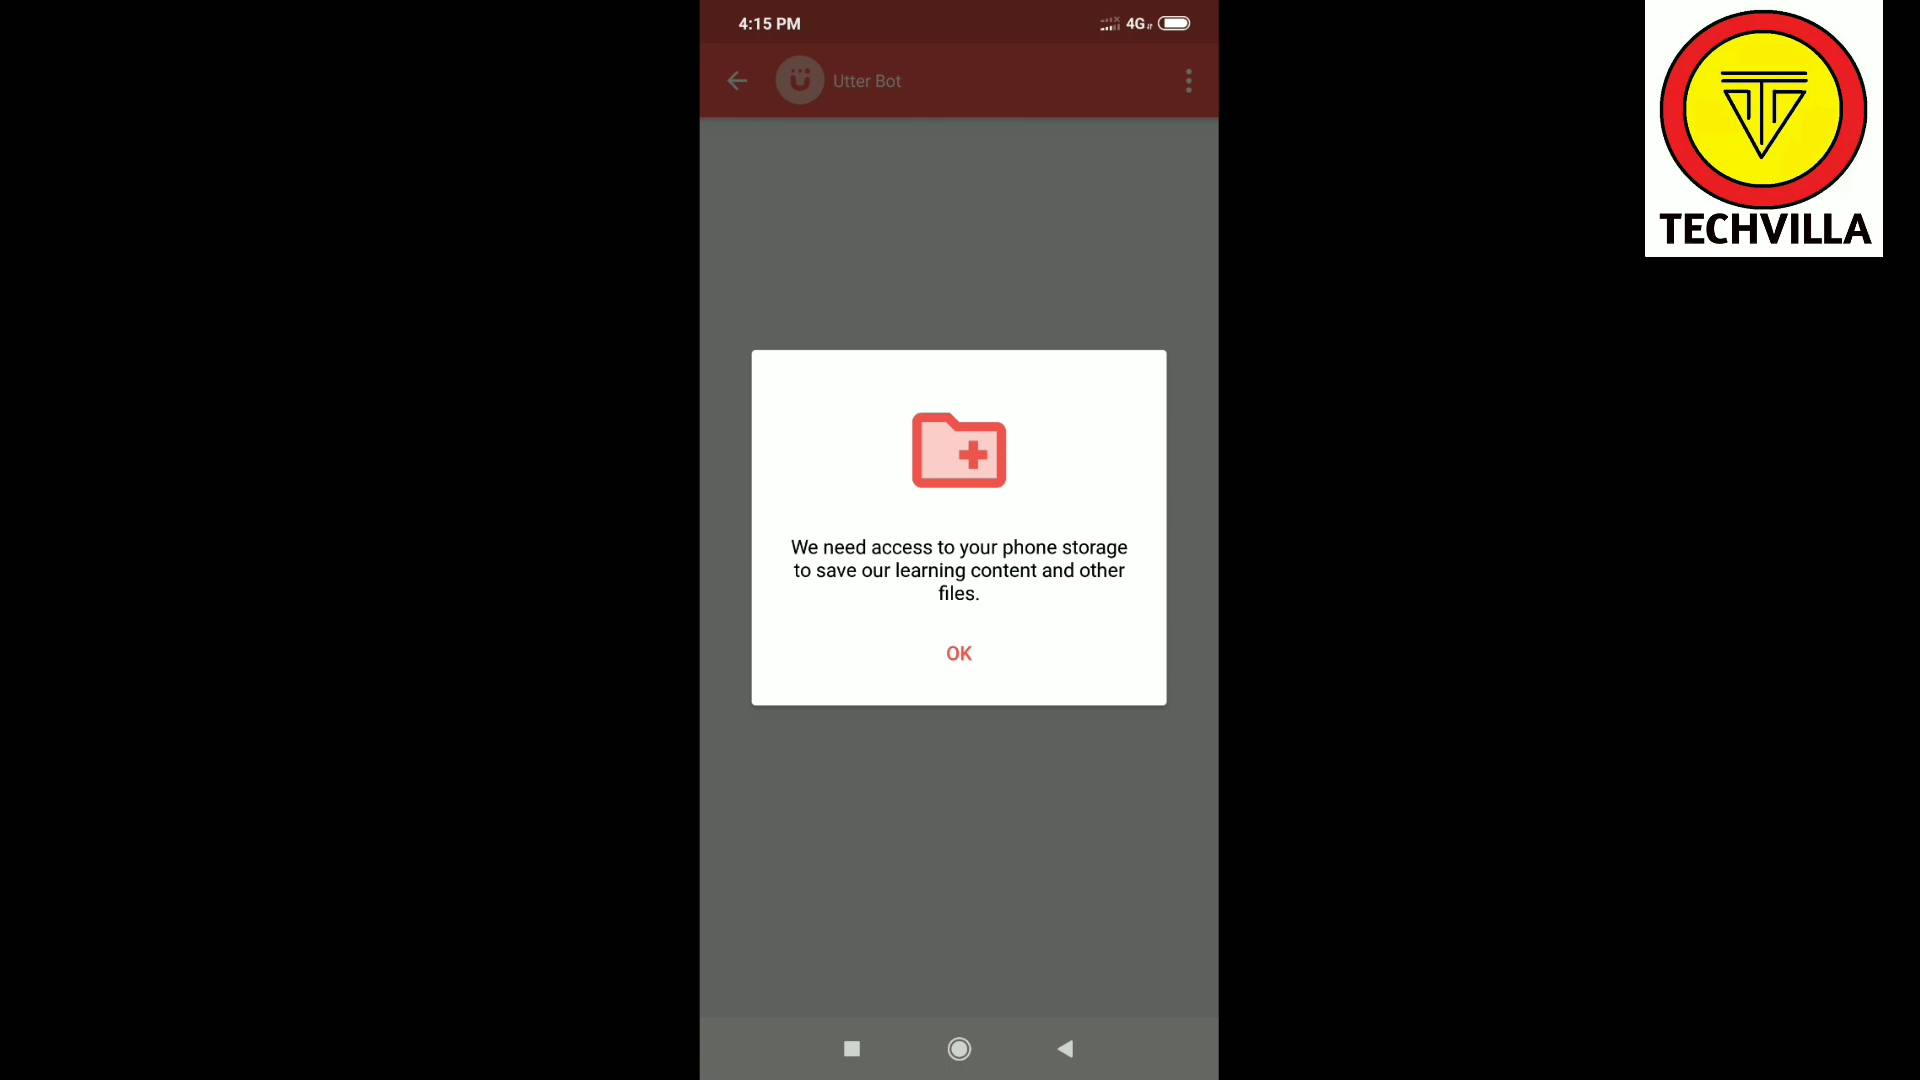 4:15 PM
4G
Utter Bot
TECHVILLA
We need access to your phone storage
to save our learning content and other
files.
OK